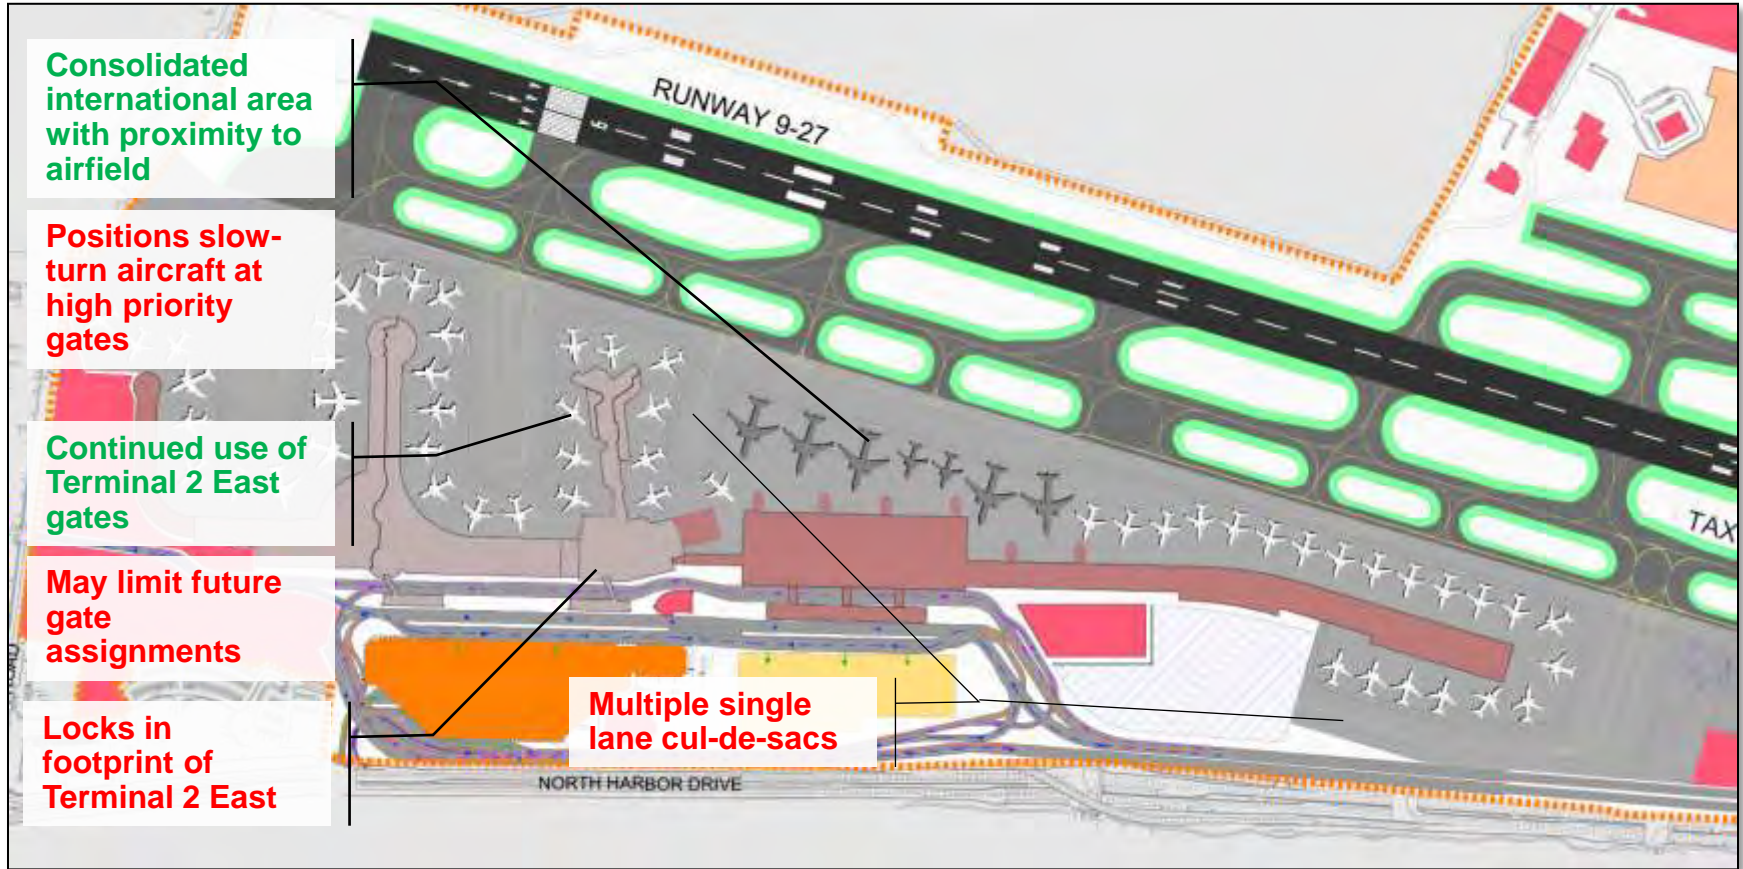 Consolidated
international area
with proximity to
airfield
Positions slow-
turn aircraft at
high priority
gates
Continued use of
Terminal 2 East
gates
May limit future
gate
assignments
Locks in
footprint of
Terminal 2 East
Multiple single
lane cul-de-sacs
RUNWAY 9-27
9
TAX
NORTH HARBOR DRIVE